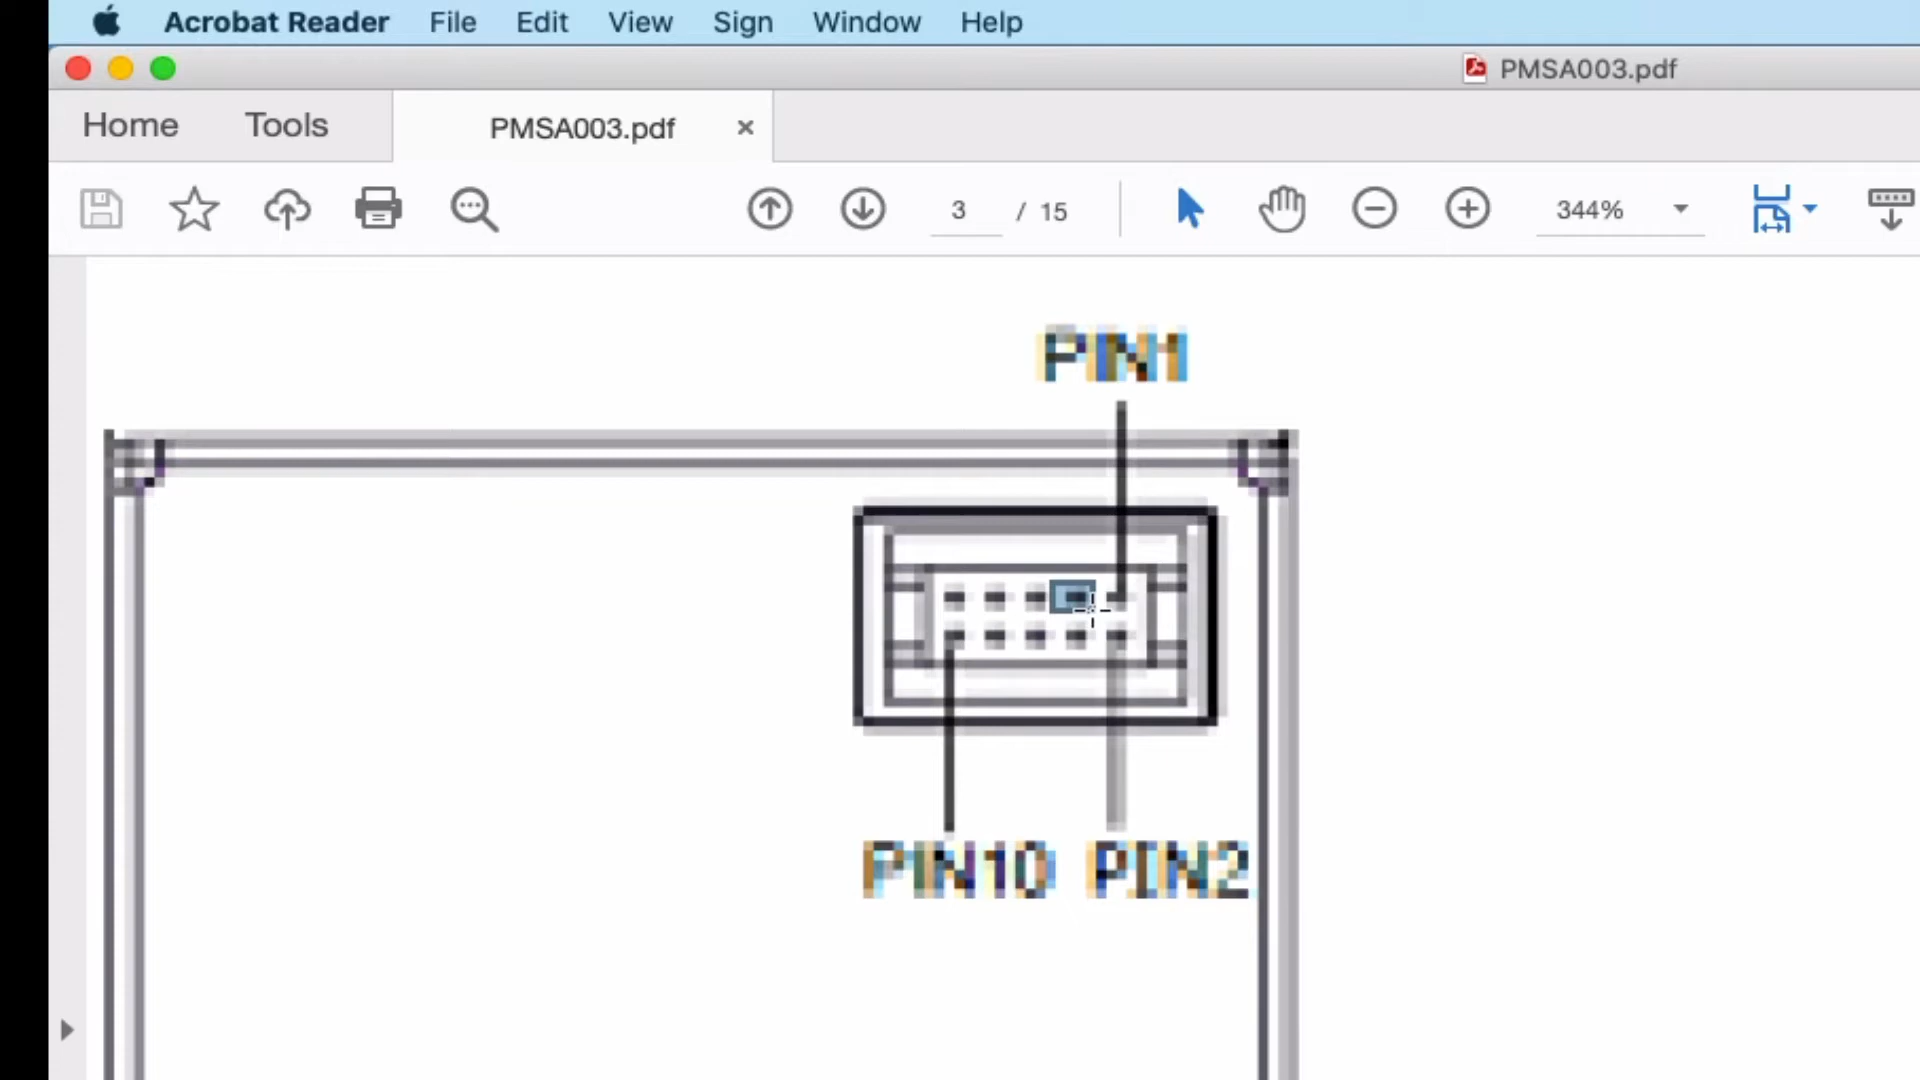 Acrobat Reader File Edit View Sign Window Help
PMSA003.pdf
Home Tools PMSA003.pdf ×
3 / 15 344%
PIN1
PIN10 PIN2